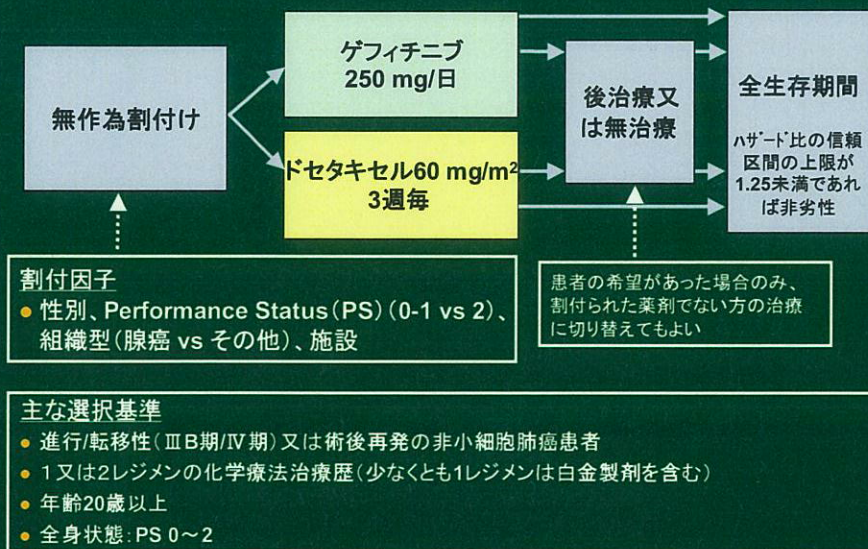 無作為割付け
ゲフィチニブ
250 mg/日
ドセタキセル60 mg/m²
3週毎
後治療又
は無治療
全生存期間
ハザード比の信頼
区間の上限が
1.25未満であれ
ば非劣性
割付因子
● 性別、Performance Status(PS)(0-1 vs 2)、
組織型(腺癌 vs その他)、施設
患者の希望があった場合のみ、
割付られた薬剤でない方の治療
に切り替えてもよい
主な選択基準
● 進行/転移性(ⅢB期/Ⅳ期)又は術後再発の非小細胞肺癌患者
● 1又は2レジメンの化学療法治療歴(少なくとも1レジメンは白金製剤を含む)
● 年齢20歳以上
● 全身状態:PS 0~2